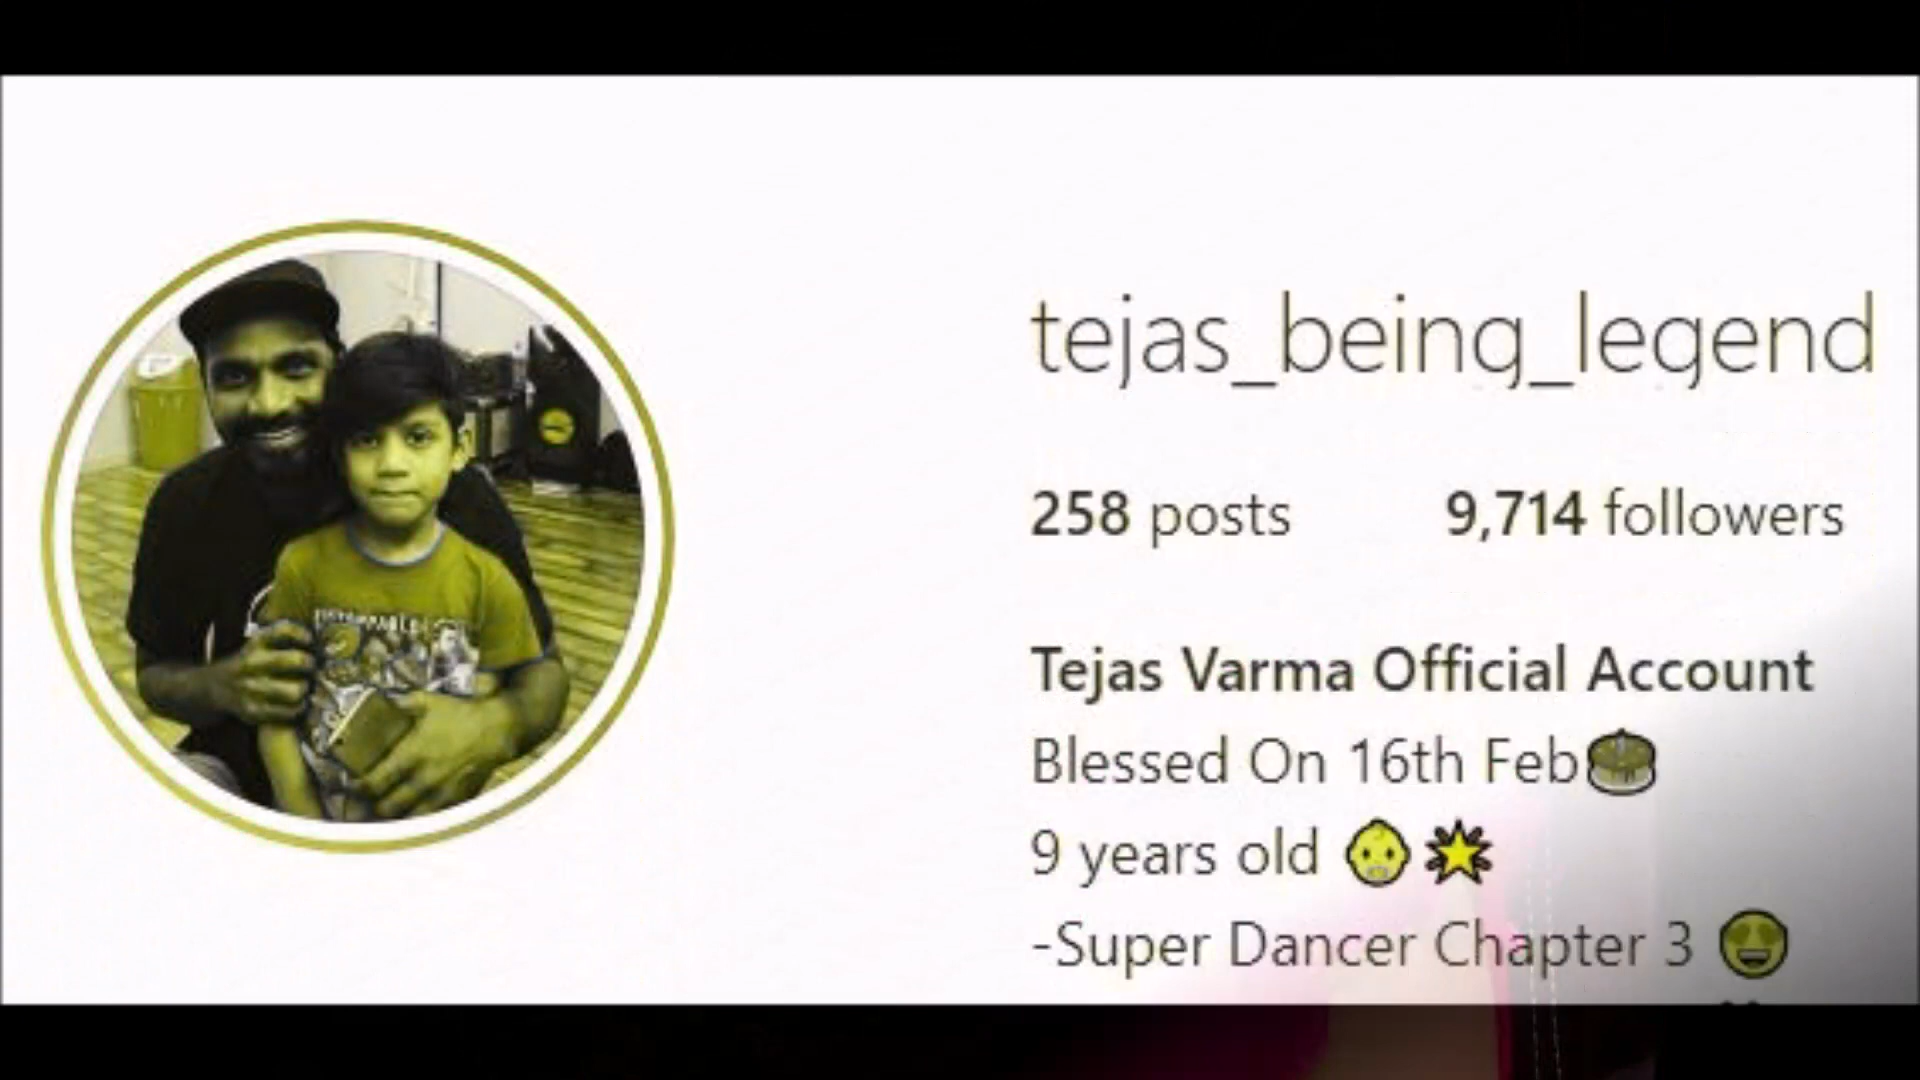 tejas_being_legend
258 posts 9,714 followers
Tejas Varma Official Account
Blessed On 16th Feb🎂
9 years old 👶🌟
-Super Dancer Chapter 3 😍